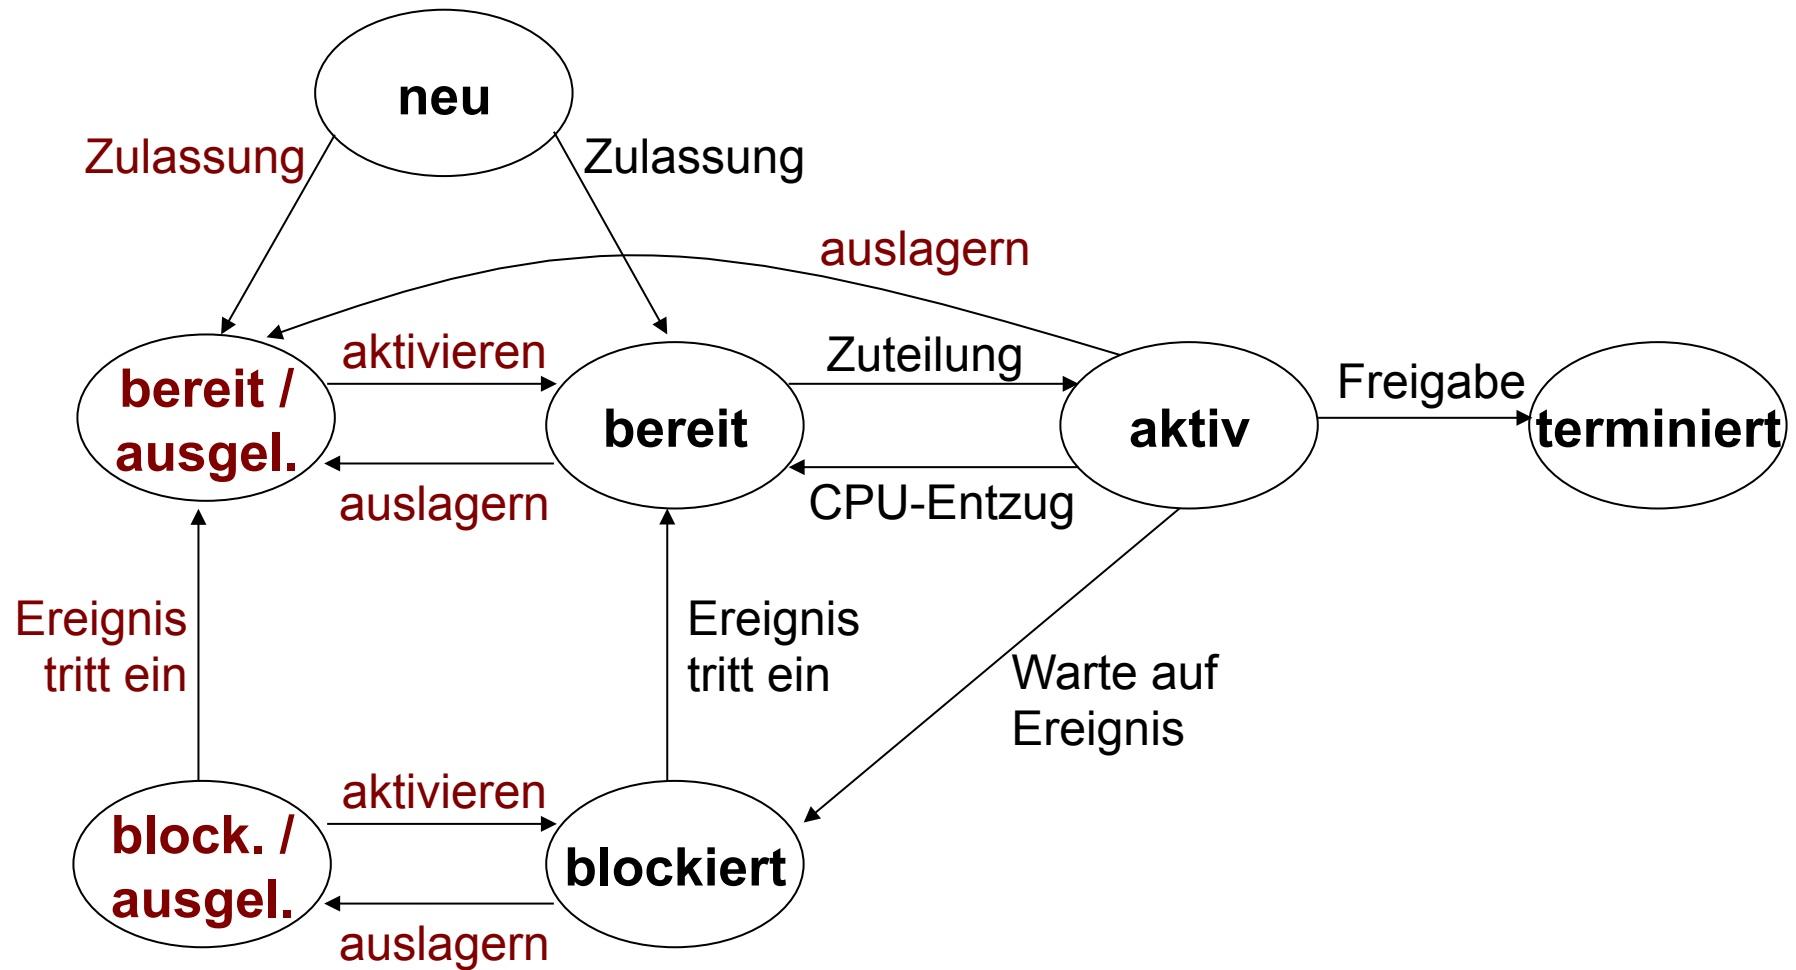 neu
Zulassung
Zulassung
auslagern
aktivieren
Zuteilung
Freigabe
bereit /
ausgel.
bereit
aktiv
terminiert
auslagern
CPU-Entzug
Ereignis
tritt ein
Ereignis
tritt ein
Warte auf
Ereignis
aktivieren
block. /
ausgel.
blockiert
auslagern